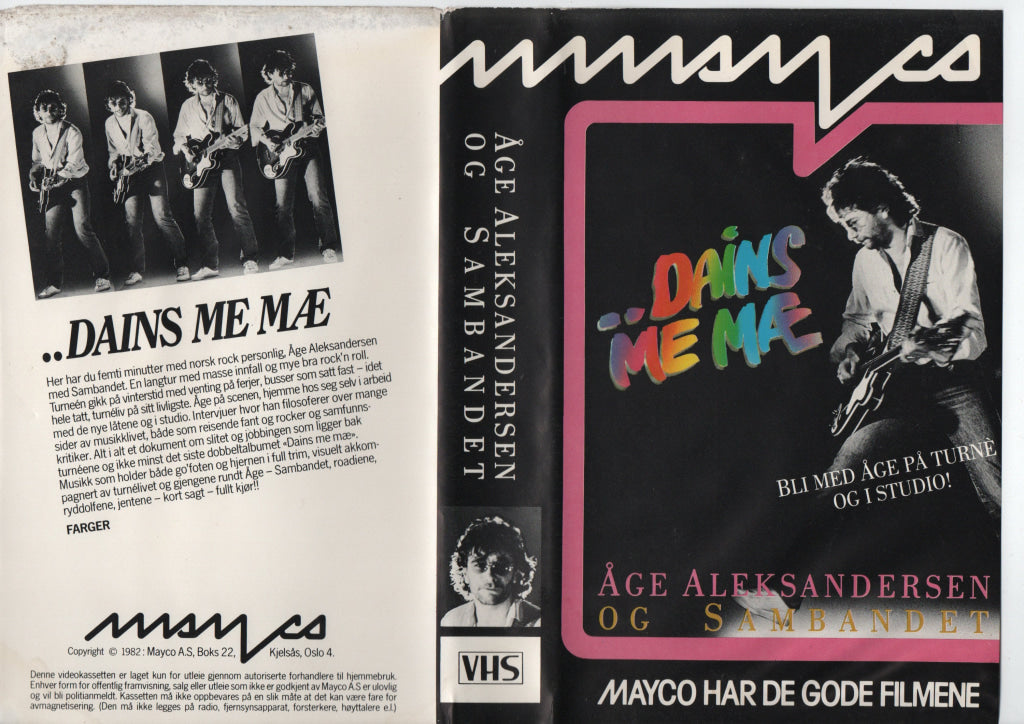 ..DAINS ME MÆ
Her har du femti minutter med norsk rock personlig, Åge Aleksandersen
med Sambandet. En langtur med masse innfall og mye bra rock'n roll.
Turneén gikk på vinterstid med venting på ferjer, busser som satt fast – idet
hele tatt, turnéliv på sitt livligste. Åge på scenen, hjemme hos seg selv i arbeid
med de nye låtene og i studio. Intervjuer hvor han filosoferer over mange
sider av musikklivet, både som reisende fant og rocker og samfunns-
kritiker. Alt i alt et dokument om slitet og jobbingen som ligger bak
turnéene og ikke minst det siste dobbeltalbumet «Dains me mæ».
Musikk som holder både go'foten og hjernen i full trim, visuelt akkom-
pagnert av turnélivet og gjengene rundt Åge – Sambandet, roadiene,
ryddolfene, jentene – kort sagt – fullt kjør!!
FARGER
mayco
Copyright © 1982: Mayco A.S, Boks 22, Kjelsås, Oslo 4.
Denne videokassetten er laget kun for utleie gjennom autoriserte forhandlere til hjemmebruk.
Enhver form for offentlig framvisning, salg eller utleie som ikke er godkjent av Mayco A.S er ulovlig
og vil bli politianmeldt. Kassetten må ikke oppbevares på en slik måte at det kan være fare for
avmagnetisering. (Den må ikke legges på radio, fjernsynsapparat, forsterkere, høyttalere e.l.)
ÅGE ALEKSANDERSEN
OG SAMBANDET
VHS
mayco
..DAINS
ME MÆ
BLI MED ÅGE PÅ TURNÈ
OG I STUDIO!
ÅGE ALEKSANDERSEN
OG SAMBANDET
MAYCO HAR DE GODE FILMENE